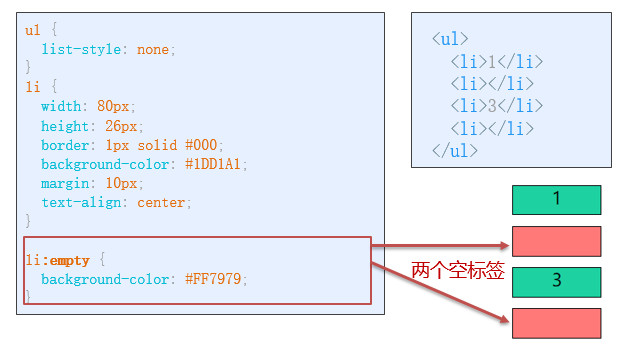 ul {
  list-style: none;
}
li {
  width: 80px;
  height: 26px;
  border: 1px solid #000;
  background-color: #1DD1A1;
  margin: 10px;
  text-align: center;
}
li:empty {
  background-color: #FF7979;
}
<ul>
  <li>1</li>
  <li></li>
  <li>3</li>
  <li></li>
</ul>
1
两个空标签
3